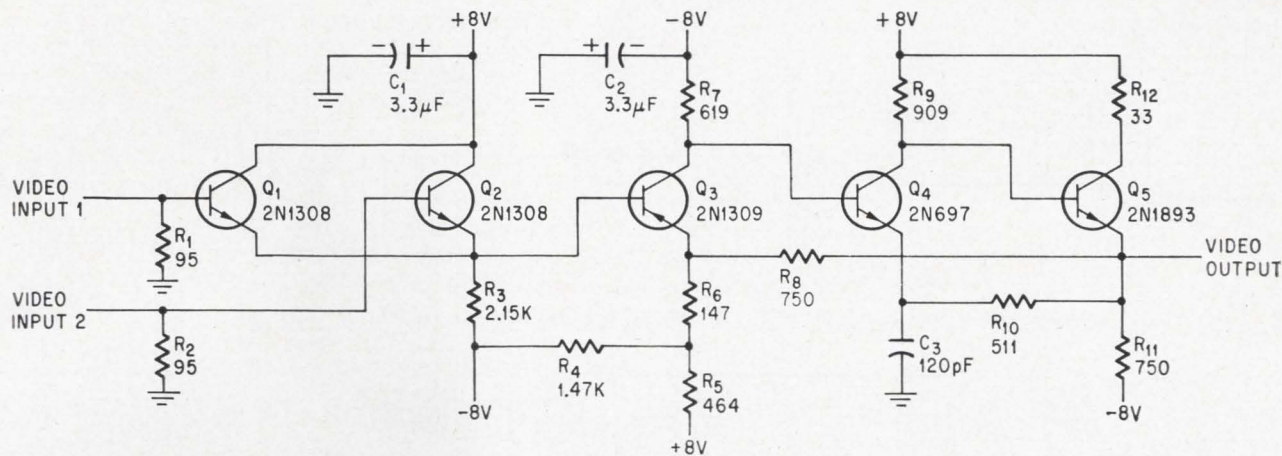 +8V
-8V
+8V
- +
C1
3.3µF
+ -
C2
3.3µF
R7
619
R9
909
R12
33
VIDEO
INPUT 1
Q1
2N1308
Q2
2N1308
Q3
2N1309
Q4
2N697
Q5
2N1893
R1
95
VIDEO
OUTPUT
R8
750
VIDEO
INPUT 2
R3
2.15K
R6
147
R10
511
R2
95
R4
1.47K
C3
120pF
R11
750
R5
464
-8V
-8V
+8V